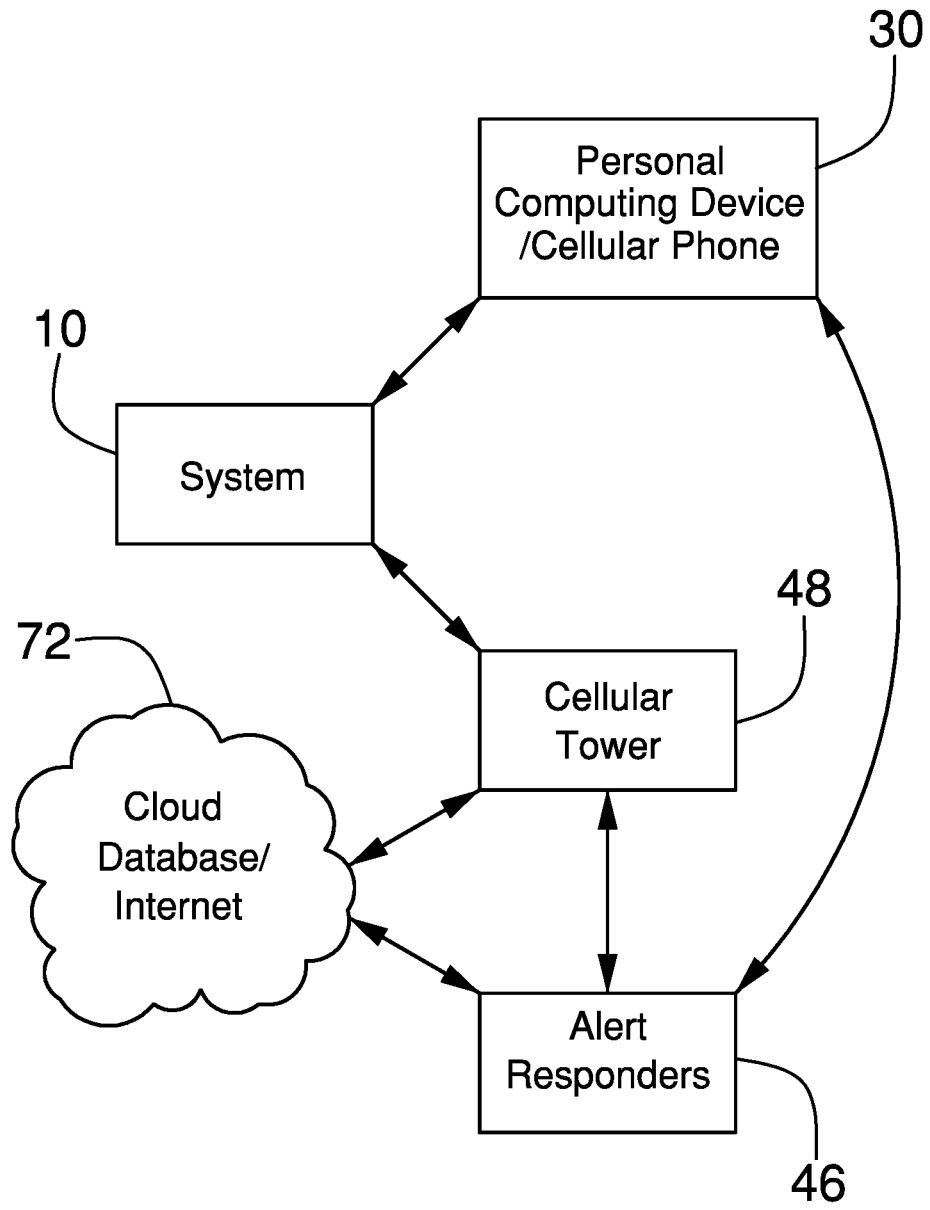 30
Personal
Computing Device
/Cellular Phone
10
System
48
72
Cellular
Tower
Cloud
Database/
Internet
Alert
Responders
46